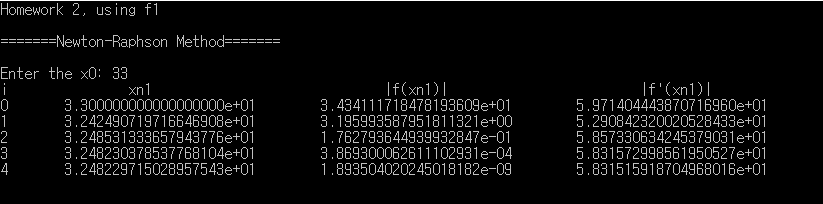 Homework 2, using f1
=======Newton-Raphson Method=======
Enter the x0: 33
i xn1 |f(xn1)| |f'(xn1)|
0 3.300000000000000000e+01 3.434111718478193609e+01 5.971404443870716960e+01
1 3.242490719716646908e+01 3.195993587951811321e+00 5.290842320020528433e+01
2 3.248531333657943776e+01 1.762793644939932847e-01 5.857330634245379031e+01
3 3.248230378537768104e+01 3.869300062611102931e-04 5.831572998561950527e+01
4 3.248229715028957543e+01 1.893504020245018182e-09 5.831515918704968016e+01